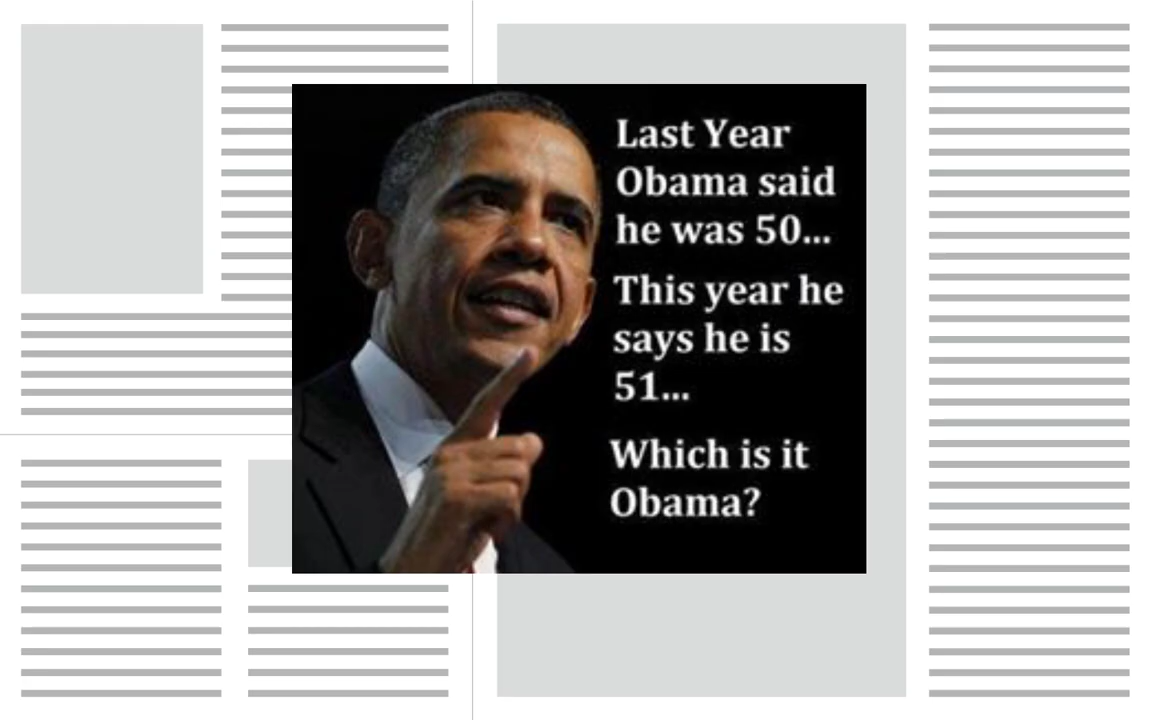 Last Year
Obama said
he was 50...
This year he
says he is
51...
Which is it
Obama?